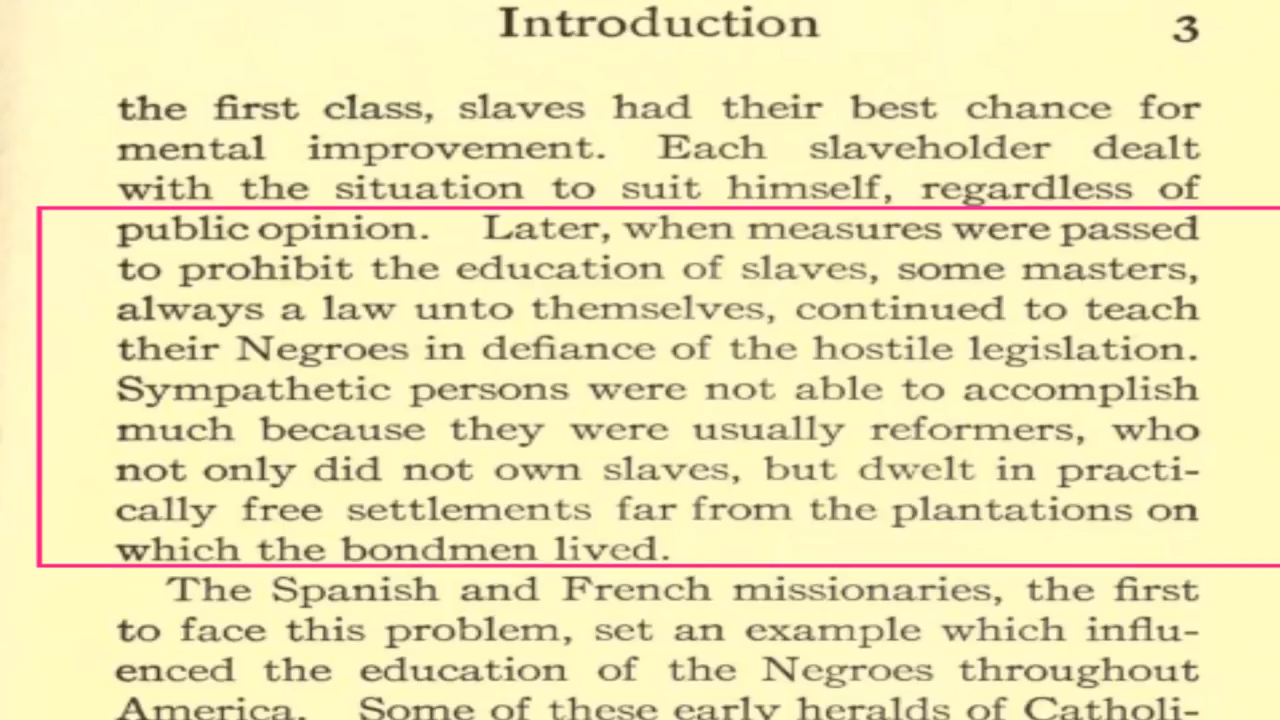 Introduction 3
the first class, slaves had their best chance for
mental improvement. Each slaveholder dealt
with the situation to suit himself, regardless of
public opinion. Later, when measures were passed
to prohibit the education of slaves, some masters,
always a law unto themselves, continued to teach
their Negroes in defiance of the hostile legislation.
Sympathetic persons were not able to accomplish
much because they were usually reformers, who
not only did not own slaves, but dwelt in practi-
cally free settlements far from the plantations on
which the bondmen lived.
The Spanish and French missionaries, the first
to face this problem, set an example which influ-
enced the education of the Negroes throughout
America. Some of these early heralds of Catholi-